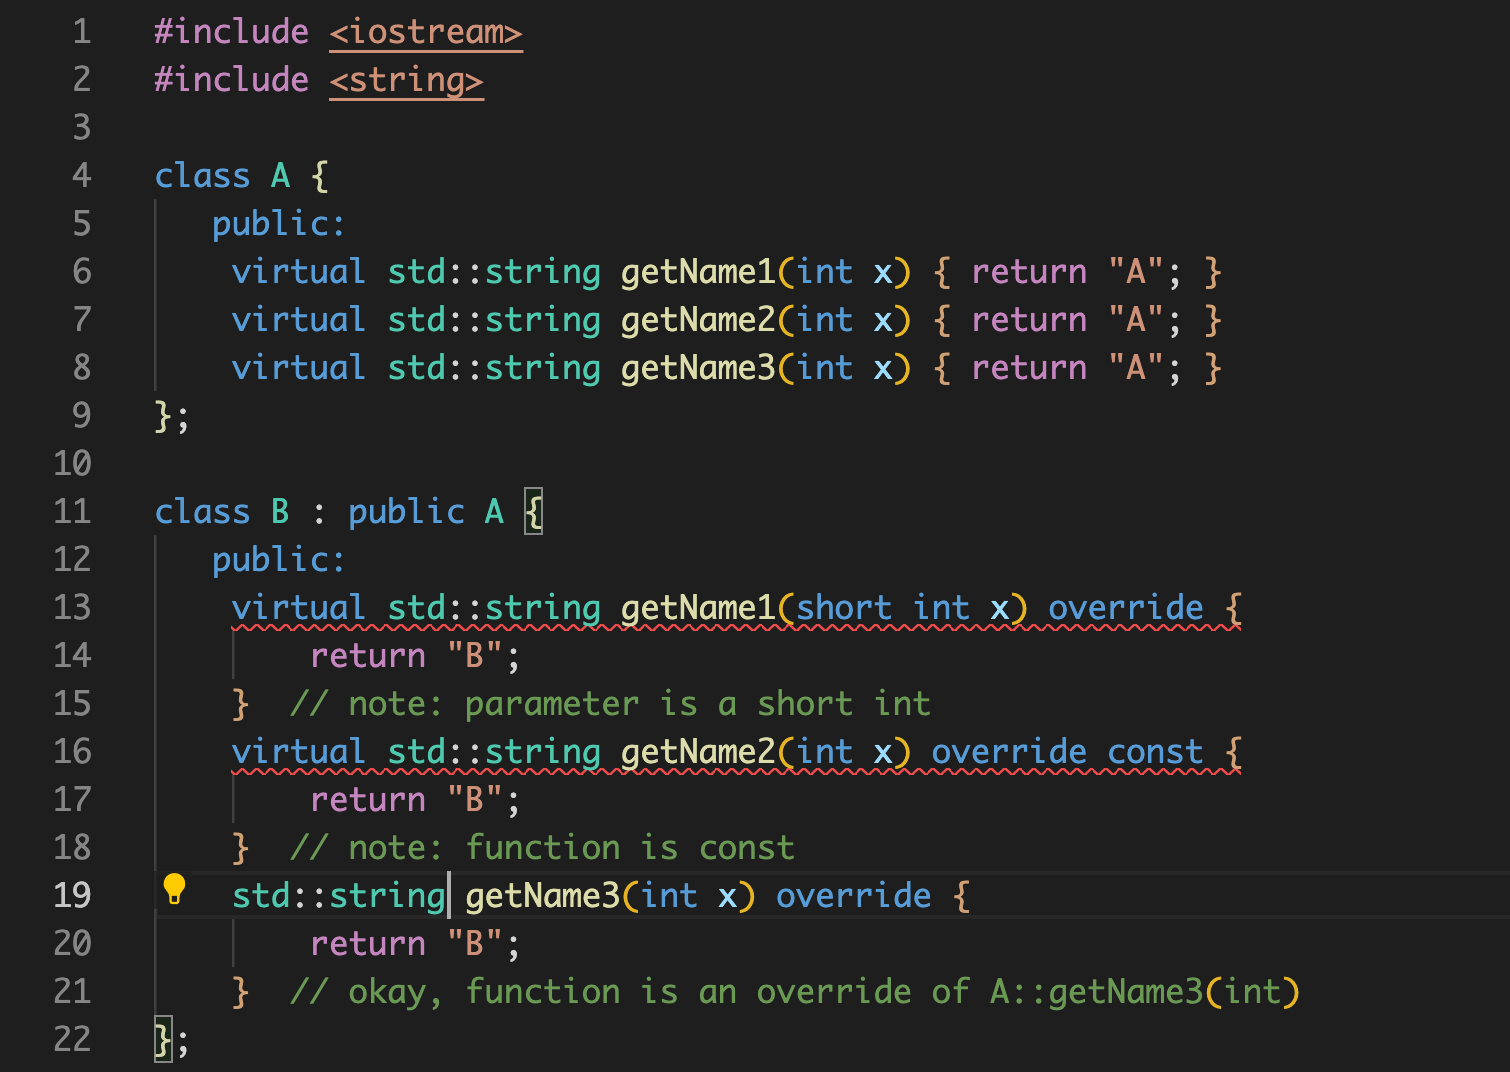 1 #include <iostream>
2 #include <string>
3
4 class A {
5 public:
6 virtual std::string getName1(int x) { return "A"; }
7 virtual std::string getName2(int x) { return "A"; }
8 virtual std::string getName3(int x) { return "A"; }
9 };
10
11 class B : public A {
12 public:
13 virtual std::string getName1(short int x) override {
14 return "B";
15 } // note: parameter is a short int
16 virtual std::string getName2(int x) override const {
17 return "B";
18 } // note: function is const
19 std::string getName3(int x) override {
20 return "B";
21 } // okay, function is an override of A::getName3(int)
22 };